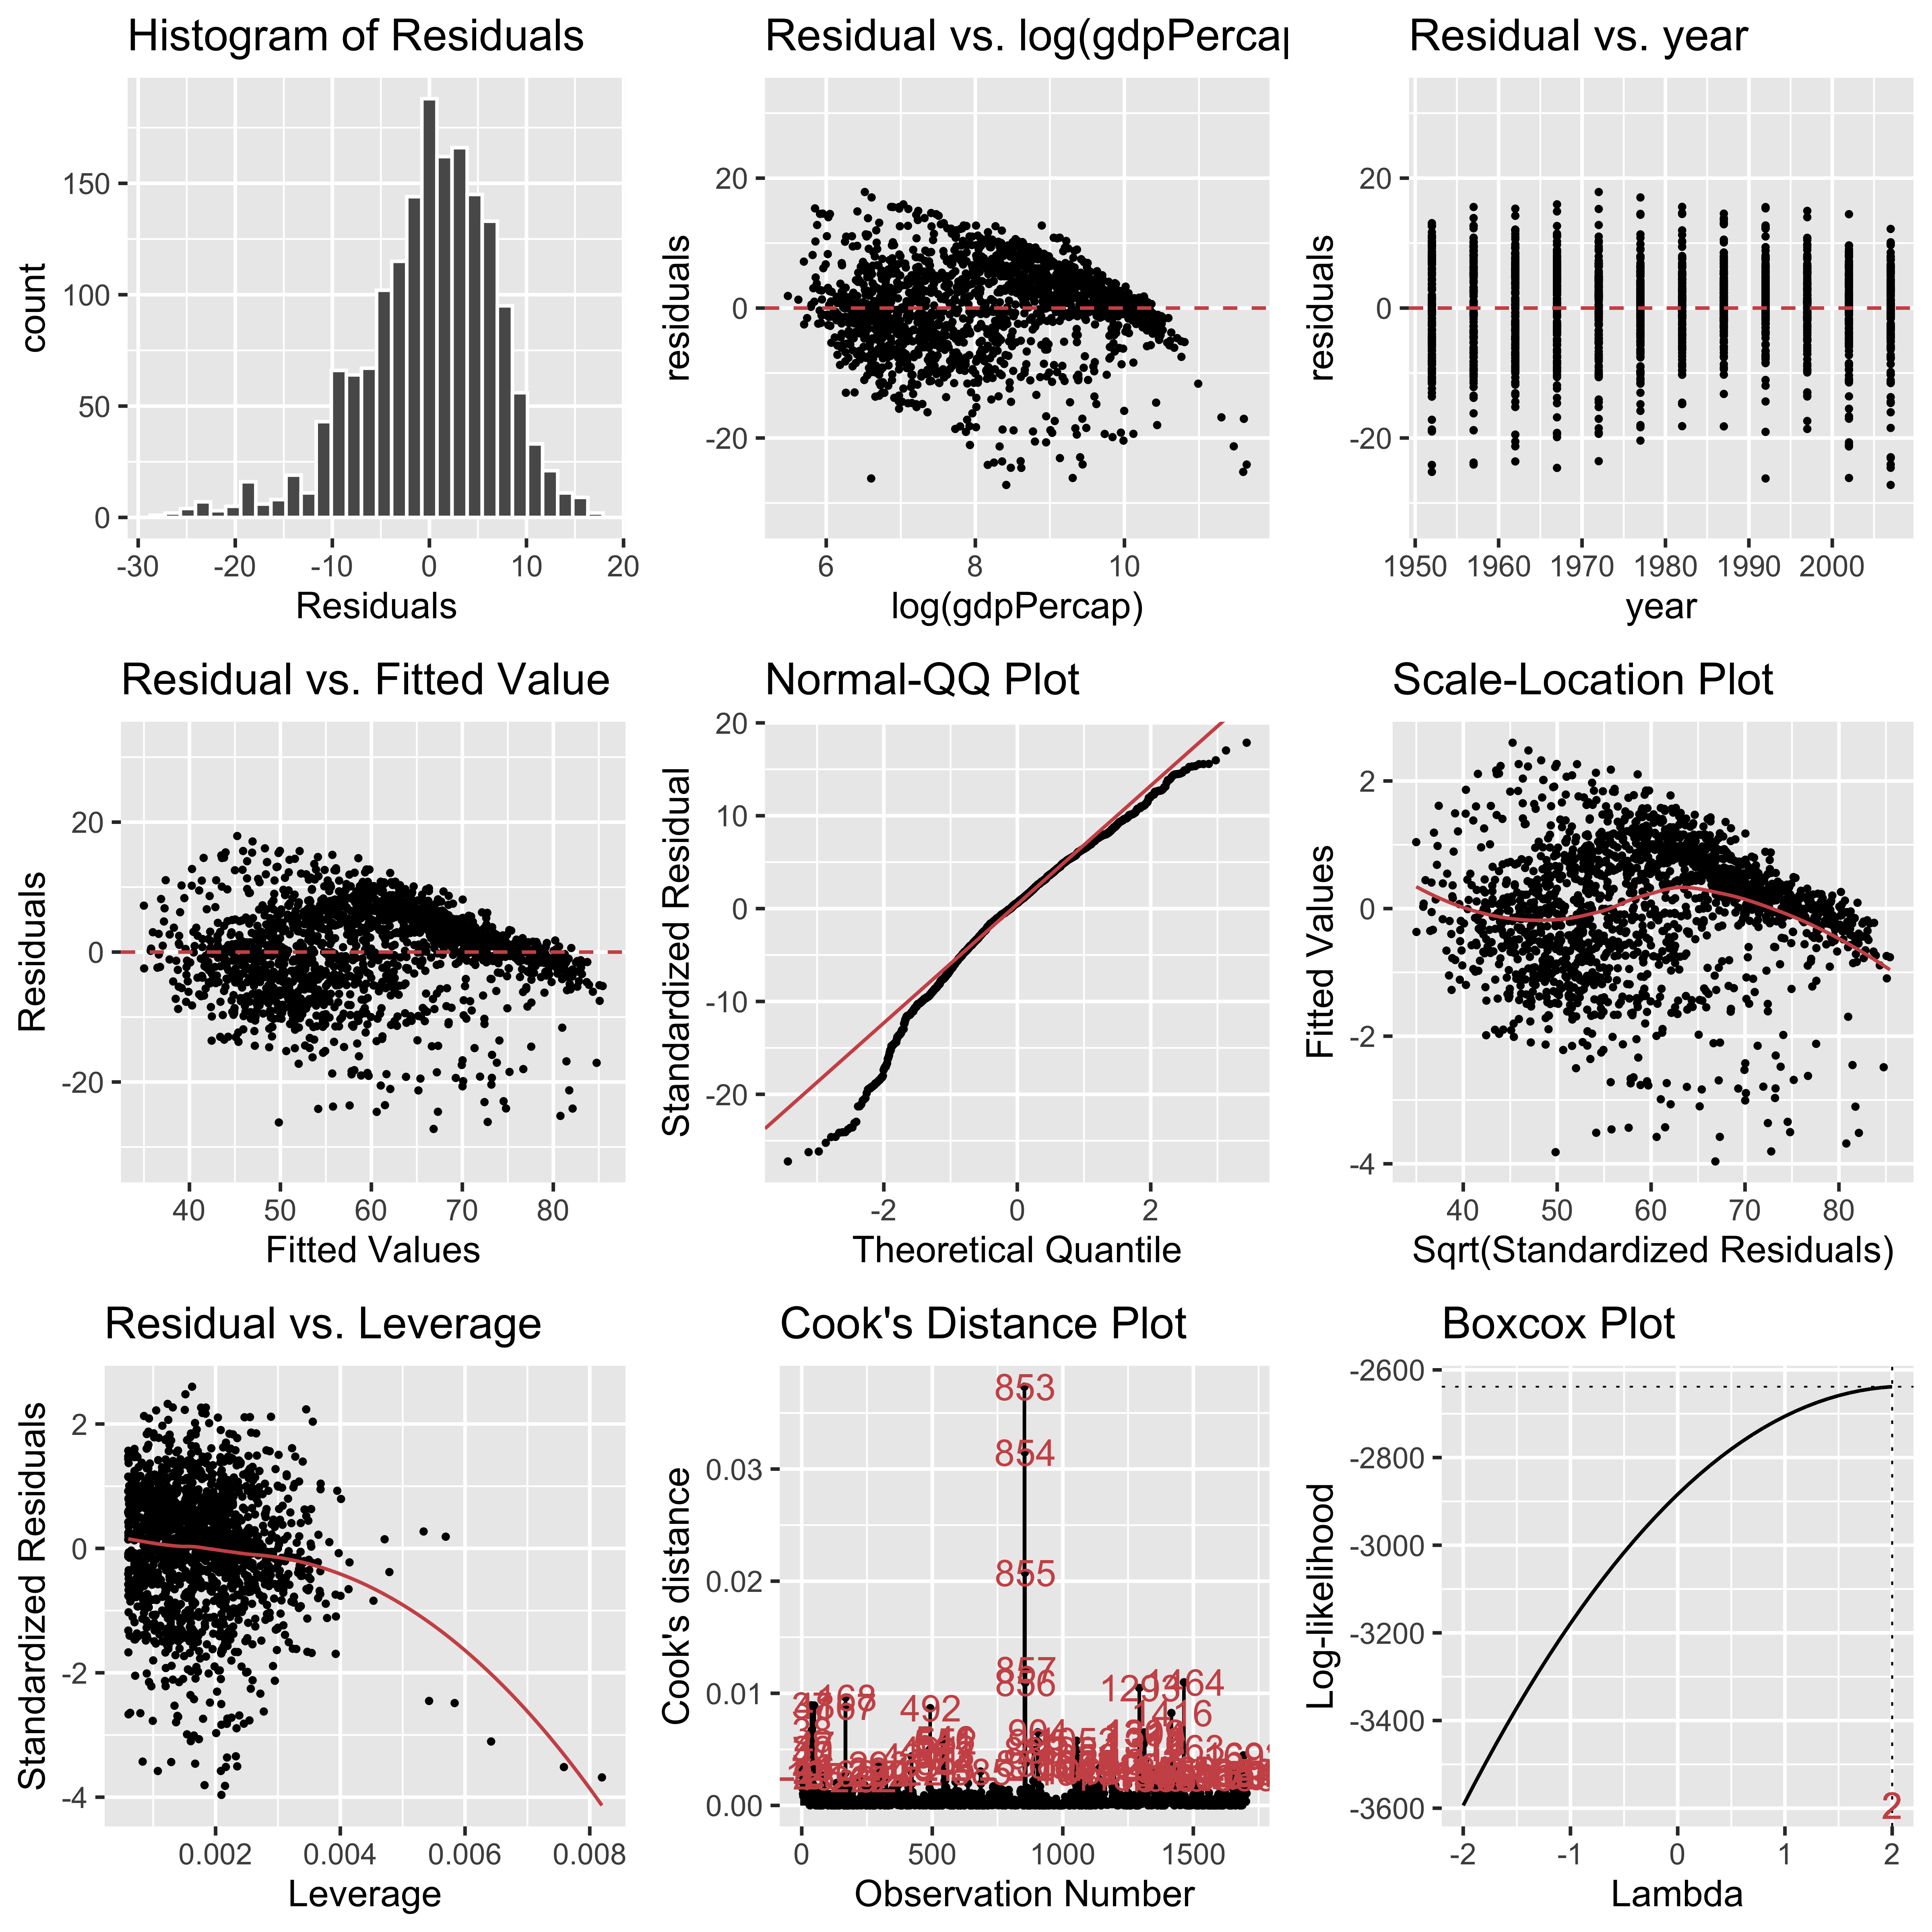 Histogram of Residuals
count
150
100
50
0
-30 -20 -10 0 10 20
Residuals
Residual vs. log(gdpPercap
residuals
20
0
-20
6 8 10
log(gdpPercap)
Residual vs. year
residuals
20
0
-20
1950 1960 1970 1980 1990 2000
year
Residual vs. Fitted Value
Residuals
20
0
-20
40 50 60 70 80
Fitted Values
Normal-QQ Plot
Standardized Residual
20
10
0
-10
-20
-2 0 2
Theoretical Quantile
Scale-Location Plot
Fitted Values
2
0
-2
-4
40 50 60 70 80
Sqrt(Standardized Residuals)
Residual vs. Leverage
Standardized Residuals
2
0
-2
-4
0.002 0.004 0.006 0.008
Leverage
Cook's Distance Plot
Cook's distance
0.03
0.02
0.01
0.00
853
854
855
857
856
492
1293
1464
0 500 1000 1500
Observation Number
Boxcox Plot
Log-likelihood
-2600
-2800
-3000
-3200
-3400
-3600
2
-2 -1 0 1 2
Lambda